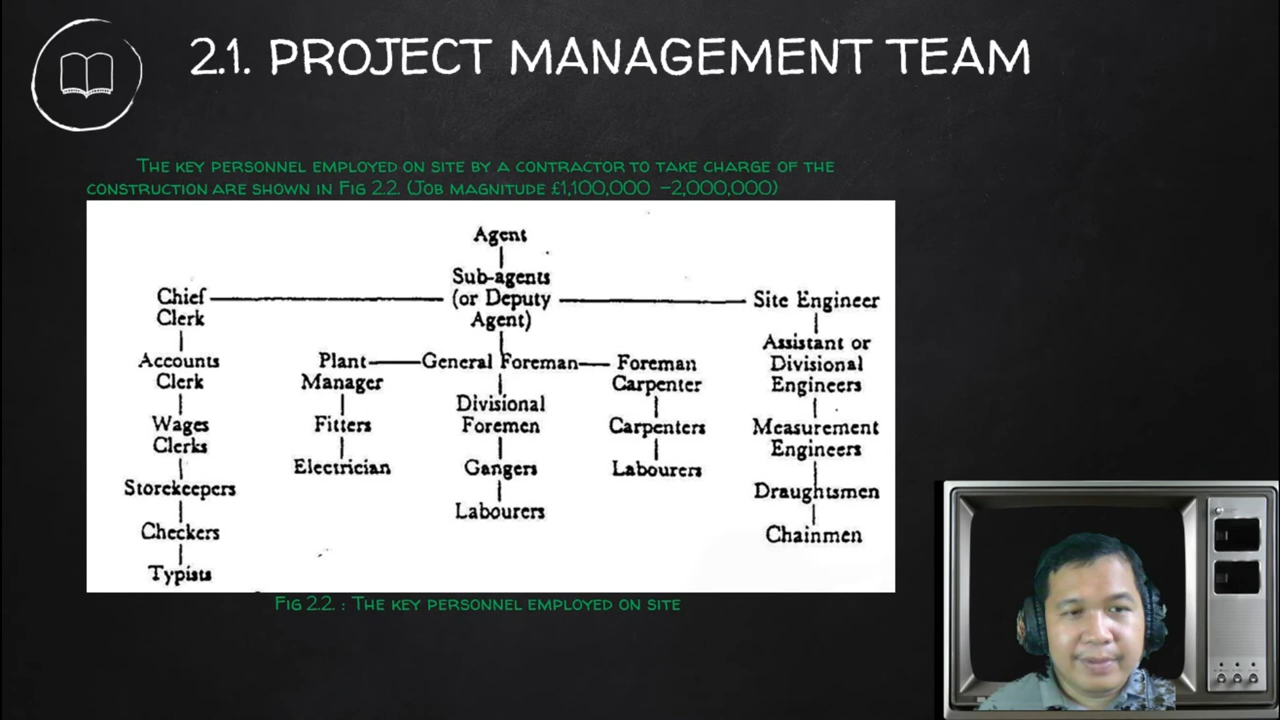 2.1. PROJECT MANAGEMENT TEAM
THE KEY PERSONNEL EMPLOYED ON SITE BY A CONTRACTOR TO TAKE CHARGE OF THE
CONSTRUCTION ARE SHOWN IN FIG 2.2. (JOB MAGNITUDE £1,100,000 –2,000,000)
Agent
Sub-agents
(or Deputy
Agent)
Chief
Clerk
Accounts
Clerk
Wages
Clerks
Storekeepers
Checkers
Typists
Plant
Manager
Fitters
Electrician
General Foreman
Divisional
Foremen
Gangers
Labourers
Foreman
Carpenter
Carpenters
Labourers
Site Engineer
Assistant or
Divisional
Engineers
Measurement
Engineers
Draughtsmen
Chainmen
FIG 2.2. : THE KEY PERSONNEL EMPLOYED ON SITE